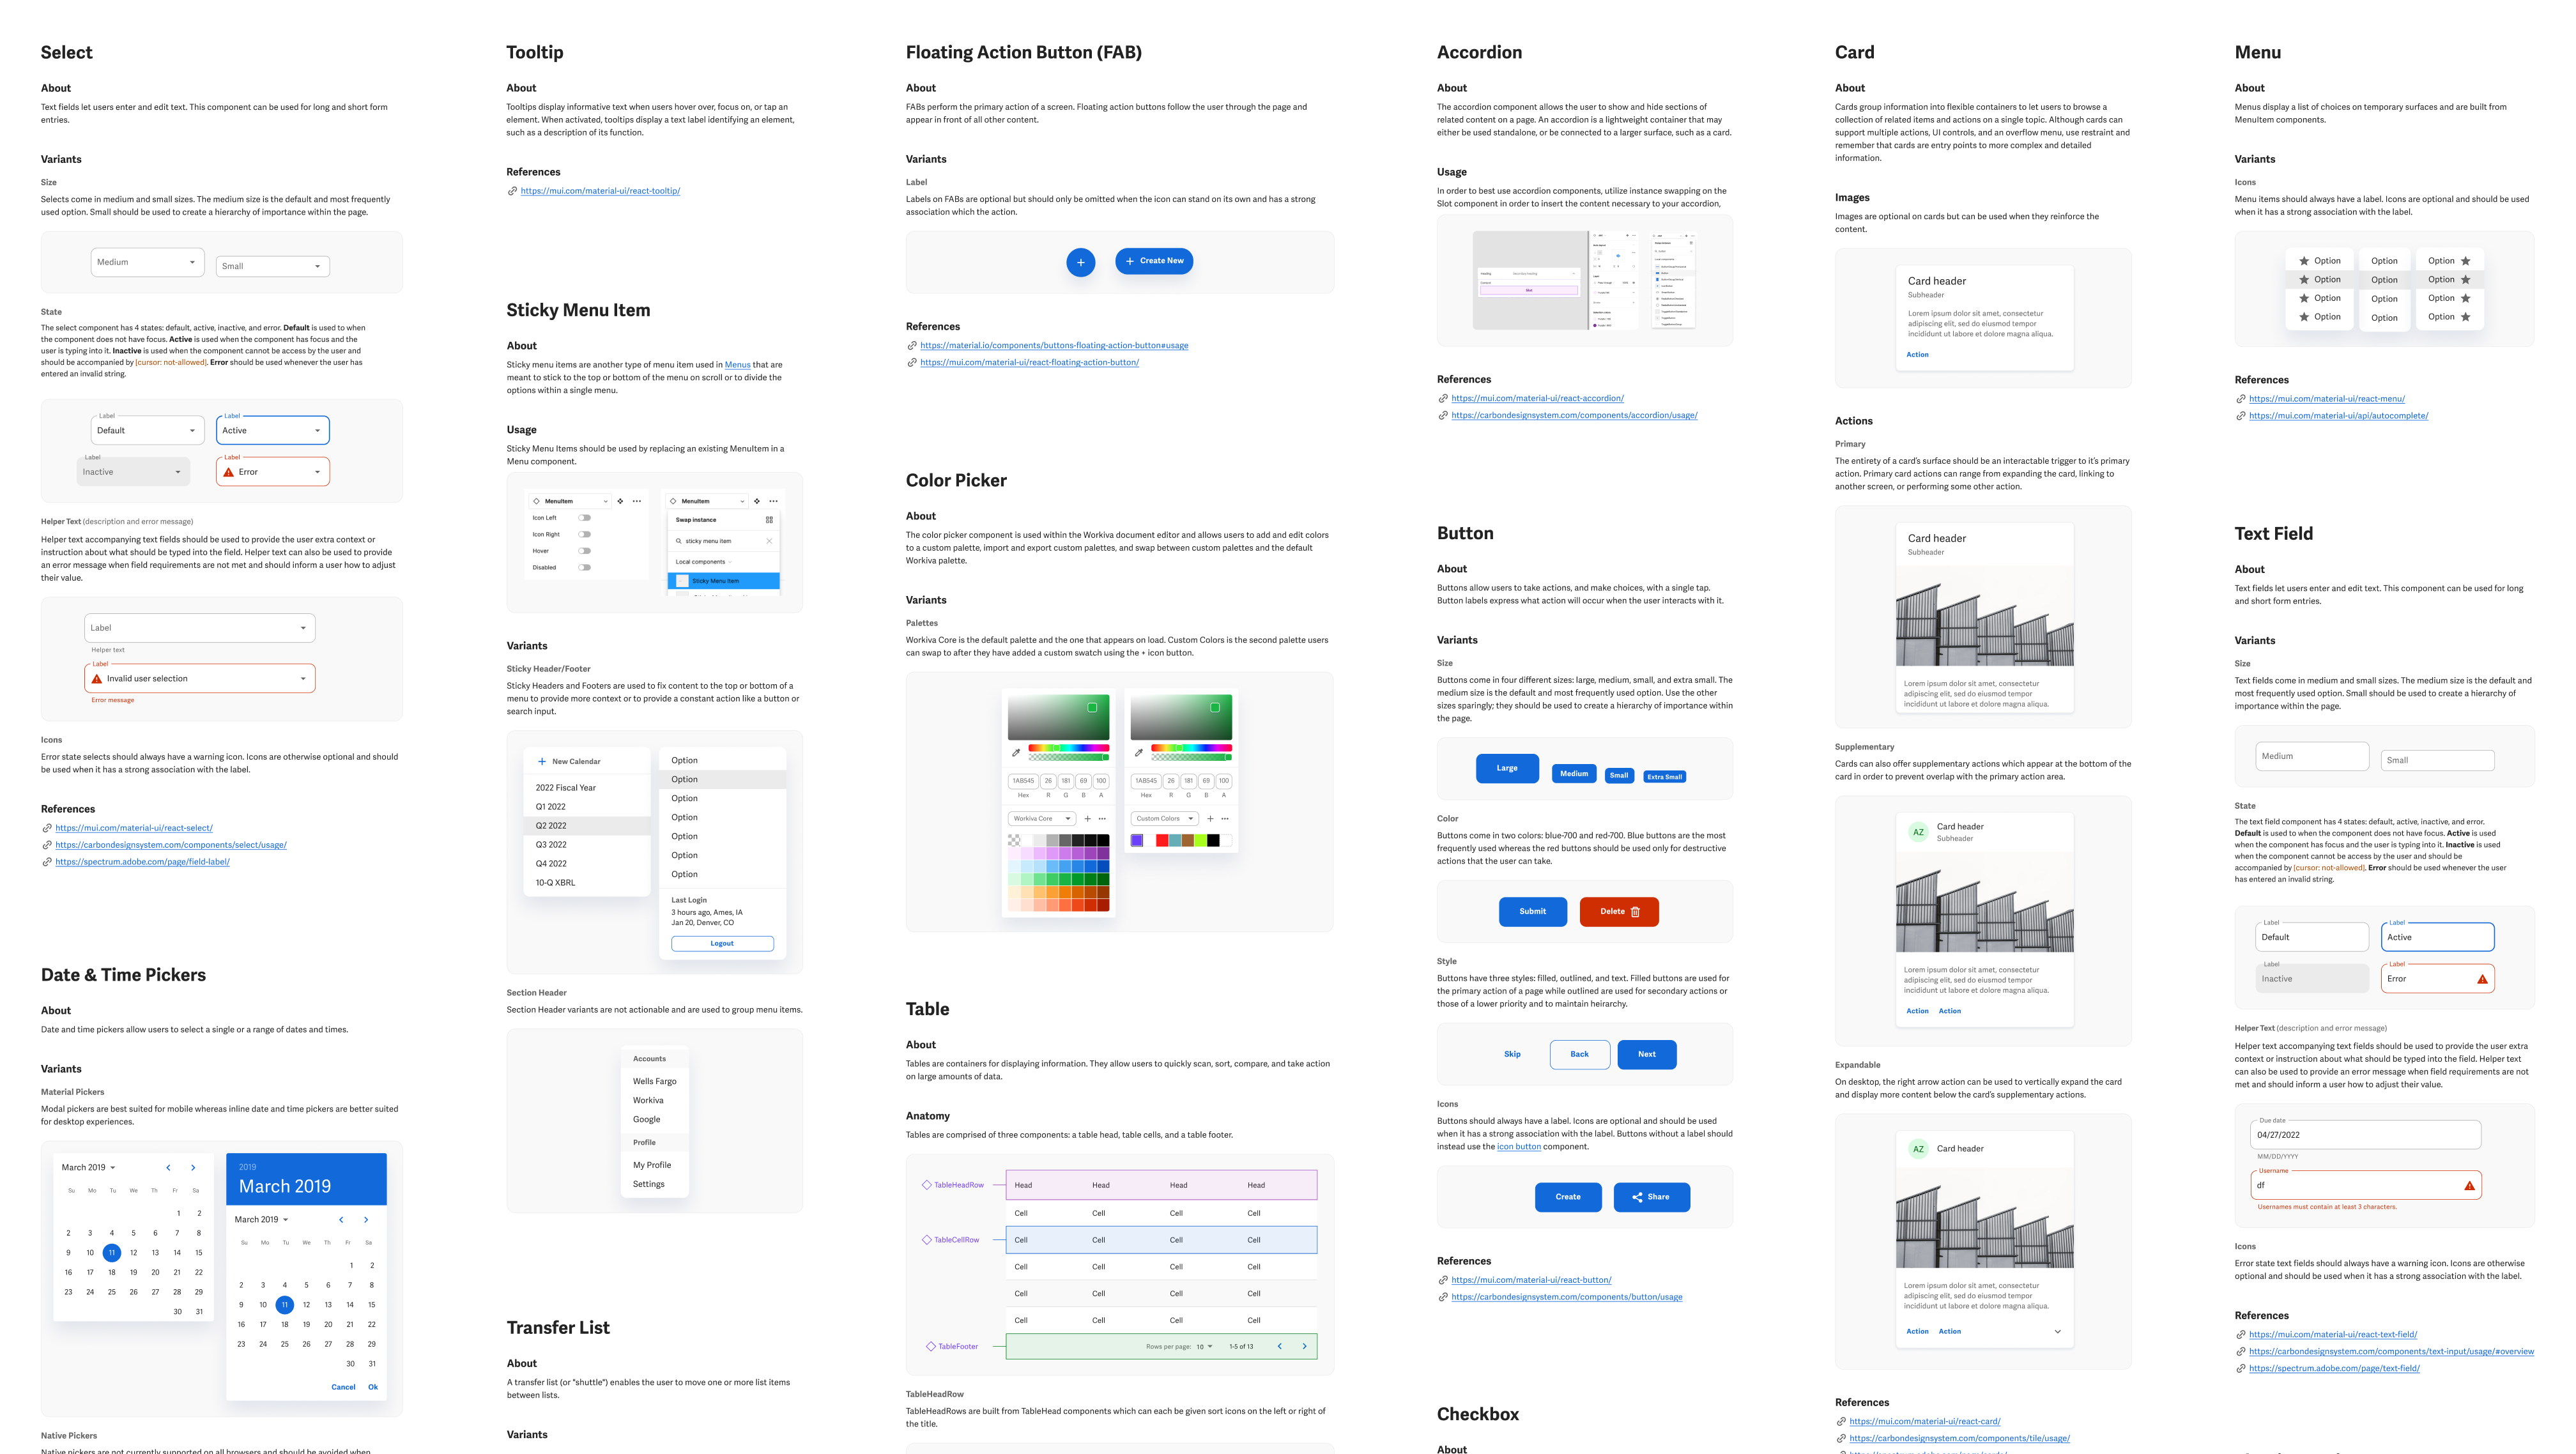 Select
About
Text fields let users enter and edit text. This component can be used for long and short form
entries.
Variants
Size
Selects come in medium and small sizes. The medium size is the default and most frequently
used option. Small should be used to create a hierarchy of importance within the page.
Medium
Small
State
The select component has 4 states: default, active, inactive, and error. Default is used to when
the component does not have focus. Active is used when the component has focus and the
user is typing into it. Inactive is used when the component cannot be access by the user and
should be accompanied by [cursor: not-allowed]. Error should be used whenever the user has
entered an invalid string.
Label
Default
Label
Active
Label
Inactive
Label
Error
Helper Text (description and error message)
Helper text accompanying text fields should be used to provide the user extra context or
instruction about what should be typed into the field. Helper text can also be used to provide
an error message when field requirements are not met and should inform a user how to adjust
their value.
Label
Helper text
Label
Invalid user selection
Error message
Icons
Error state selects should always have a warning icon. Icons are otherwise optional and should
be used when it has a strong association with the label.
References
https://mui.com/material-ui/react-select/
https://carbondesignsystem.com/components/select/usage/
https://spectrum.adobe.com/page/field-label/
Date & Time Pickers
About
Date and time pickers allow users to select a single or a range of dates and times.
Variants
Material Pickers
Modal pickers are best suited for mobile whereas inline date and time pickers are better suited
for desktop experiences.
March 2019
Su Mo Tu We Th Fr Sa
1 2
2 3 4 5 6 7 8
9 10 11 12 13 14 15
16 17 18 19 20 21 22
23 24 25 26 27 28 29
30 31
2019
March 2019
March 2019
Su Mo Tu We Th Fr Sa
1 2
2 3 4 5 6 7 8
9 10 11 12 13 14 15
16 17 18 19 20 21 22
23 24 25 26 27 28 29
30 31
Cancel Ok
Native Pickers
Native pickers are not currently supported on all browsers and should be avoided when
Tooltip
About
Tooltips display informative text when users hover over, focus on, or tap an
element. When activated, tooltips display a text label identifying an element,
such as a description of its function.
References
https://mui.com/material-ui/react-tooltip/
Sticky Menu Item
About
Sticky menu items are another type of menu item used in Menus that are
meant to stick to the top or bottom of the menu on scroll or to divide the
options within a single menu.
Usage
Sticky Menu Items should be used by replacing an existing MenuItem in a
Menu component.
MenuItem
Icon Left
Icon Right
Hover
Disabled
MenuItem
Swap instance
sticky menu item
Local components
Sticky Menu Item
Variants
Sticky Header/Footer
Sticky Headers and Footers are used to fix content to the top or bottom of a
menu to provide more context or to provide a constant action like a button or
search input.
+ New Calendar
2022 Fiscal Year
Q1 2022
Q2 2022
Q3 2022
Q4 2022
10-Q XBRL
Option
Option
Option
Option
Option
Option
Option
Last Login
3 hours ago, Ames, IA
Jan 20, Denver, CO
Logout
Section Header
Section Header variants are not actionable and are used to group menu items.
Accounts
Wells Fargo
Workiva
Google
Profile
My Profile
Settings
Transfer List
About
A transfer list (or "shuttle") enables the user to move one or more list items
between lists.
Variants
Floating Action Button (FAB)
About
FABs perform the primary action of a screen. Floating action buttons follow the user through the page and
appear in front of all other content.
Variants
Label
Labels on FABs are optional but should only be omitted when the icon can stand on its own and has a strong
association which the action.
+ + Create New
References
https://material.io/components/buttons-floating-action-button#usage
https://mui.com/material-ui/react-floating-action-button/
Color Picker
About
The color picker component is used within the Workiva document editor and allows users to add and edit colors
to a custom palette, import and export custom palettes, and swap between custom palettes and the default
Workiva palette.
Variants
Palettes
Workiva Core is the default palette and the one that appears on load. Custom Colors is the second palette users
can swap to after they have added a custom swatch using the + icon button.
1AB545 26 181 69 100
Hex R G B A
Workiva Core
1AB545 26 181 69 100
Hex R G B A
Custom Colors
Table
About
Tables are containers for displaying information. They allow users to quickly scan, sort, compare, and take action
on large amounts of data.
Anatomy
Tables are comprised of three components: a table head, table cells, and a table footer.
TableHeadRow Head Head Head Head
Cell Cell Cell Cell
TableCellRow Cell Cell Cell Cell
Cell Cell Cell Cell
Cell Cell Cell Cell
Cell Cell Cell Cell
TableFooter Rows per page: 10 1-5 of 13
TableHeadRow
TableHeadRows are built from TableHead components which can each be given sort icons on the left or right of
the title.
Accordion
About
The accordion component allows the user to show and hide sections of
related content on a page. An accordion is a lightweight container that may
either be used standalone, or be connected to a larger surface, such as a card.
Usage
In order to best use accordion components, utilize instance swapping on the
Slot component in order to insert the content necessary to your accordion,
References
https://mui.com/material-ui/react-accordion/
https://carbondesignsystem.com/components/accordion/usage/
Button
About
Buttons allow users to take actions, and make choices, with a single tap.
Button labels express what action will occur when the user interacts with it.
Variants
Size
Buttons come in four different sizes: large, medium, small, and extra small. The
medium size is the default and most frequently used option. Use the other
sizes sparingly; they should be used to create a hierarchy of importance within
the page.
Large Medium Small Extra Small
Color
Buttons come in two colors: blue-700 and red-700. Blue buttons are the most
frequently used whereas the red buttons should be used only for destructive
actions that the user can take.
Submit Delete
Style
Buttons have three styles: filled, outlined, and text. Filled buttons are used for
the primary action of a page while outlined are used for secondary actions or
those of a lower priority and to maintain heirarchy.
Skip Back Next
Icons
Buttons should always have a label. Icons are optional and should be used
when it has a strong association with the label. Buttons without a label should
instead use the icon button component.
Create Share
References
https://mui.com/material-ui/react-button/
https://carbondesignsystem.com/components/button/usage
Checkbox
About
Card
About
Cards group information into flexible containers to let users to browse a
collection of related items and actions on a single topic. Although cards can
support multiple actions, UI controls, and an overflow menu, use restraint and
remember that cards are entry points to more complex and detailed
information.
Images
Images are optional on cards but can be used when they reinforce the
content.
Card header
Subheader
Lorem ipsum dolor sit amet, consectetur
adipiscing elit, sed do eiusmod tempor
incididunt ut labore et dolore magna aliqua.
Action
Actions
Primary
The entirety of a card's surface should be an interactable trigger to it's primary
action. Primary card actions can range from expanding the card, linking to
another screen, or performing some other action.
Card header
Subheader
Lorem ipsum dolor sit amet, consectetur
adipiscing elit, sed do eiusmod tempor
incididunt ut labore et dolore magna aliqua.
Supplementary
Cards can also offer supplementary actions which appear at the bottom of the
card in order to prevent overlap with the primary action area.
AZ
Card header
Subheader
Lorem ipsum dolor sit amet, consectetur
adipiscing elit, sed do eiusmod tempor
incididunt ut labore et dolore magna aliqua.
Action Action
Expandable
On desktop, the right arrow action can be used to vertically expand the card
and display more content below the card's supplementary actions.
AZ Card header
Lorem ipsum dolor sit amet, consectetur
adipiscing elit, sed do eiusmod tempor
incididunt ut labore et dolore magna aliqua.
Action Action
References
https://mui.com/material-ui/react-card/
https://carbondesignsystem.com/components/tile/usage/
Menu
About
Menus display a list of choices on temporary surfaces and are built from
MenuItem components.
Variants
Icons
Menu items should always have a label. Icons are optional and should be used
when it has a strong association with the label.
Option Option Option
Option Option Option
Option Option Option
Option Option Option
References
https://mui.com/material-ui/react-menu/
https://mui.com/material-ui/api/autocomplete/
Text Field
About
Text fields let users enter and edit text. This component can be used for long
and short form entries.
Variants
Size
Text fields come in medium and small sizes. The medium size is the default and
most frequently used option. Small should be used to create a hierarchy of
importance within the page.
Medium
Small
State
The text field component has 4 states: default, active, inactive, and error.
Default is used to when the component does not have focus. Active is used
when the component has focus and the user is typing into it. Inactive is used
when the component cannot be access by the user and should be
accompanied by [cursor: not-allowed]. Error should be used whenever the user
has entered an invalid string.
Label
Default
Label
Active
Label
Inactive
Label
Error
Helper Text (description and error message)
Helper text accompanying text fields should be used to provide the user extra
context or instruction about what should be typed into the field. Helper text
can also be used to provide an error message when field requirements are not
met and should inform a user how to adjust their value.
Due date
04/27/2022
MM/DD/YYYY
Username
df
Usernames must contain at least 3 characters.
Icons
Error state text fields should always have a warning icon. Icons are otherwise
optional and should be used when it has a strong association with the label.
References
https://mui.com/material-ui/react-text-field/
https://carbondesignsystem.com/components/text-input/usage/#overview
https://spectrum.adobe.com/page/text-field/